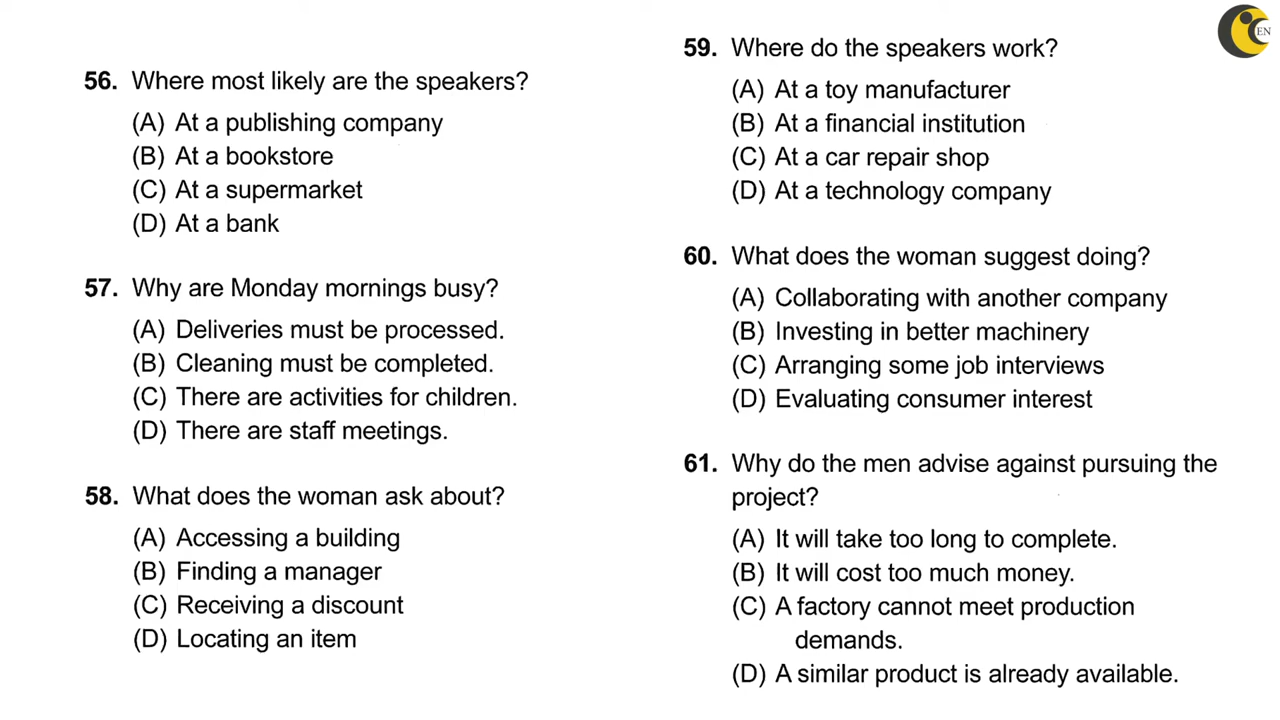 56. Where most likely are the speakers?
(A) At a publishing company
(B) At a bookstore
(C) At a supermarket
(D) At a bank
57. Why are Monday mornings busy?
(A) Deliveries must be processed.
(B) Cleaning must be completed.
(C) There are activities for children.
(D) There are staff meetings.
58. What does the woman ask about?
(A) Accessing a building
(B) Finding a manager
(C) Receiving a discount
(D) Locating an item
59. Where do the speakers work?
(A) At a toy manufacturer
(B) At a financial institution
(C) At a car repair shop
(D) At a technology company
60. What does the woman suggest doing?
(A) Collaborating with another company
(B) Investing in better machinery
(C) Arranging some job interviews
(D) Evaluating consumer interest
61. Why do the men advise against pursuing the
project?
(A) It will take too long to complete.
(B) It will cost too much money.
(C) A factory cannot meet production
demands.
(D) A similar product is already available.
EN